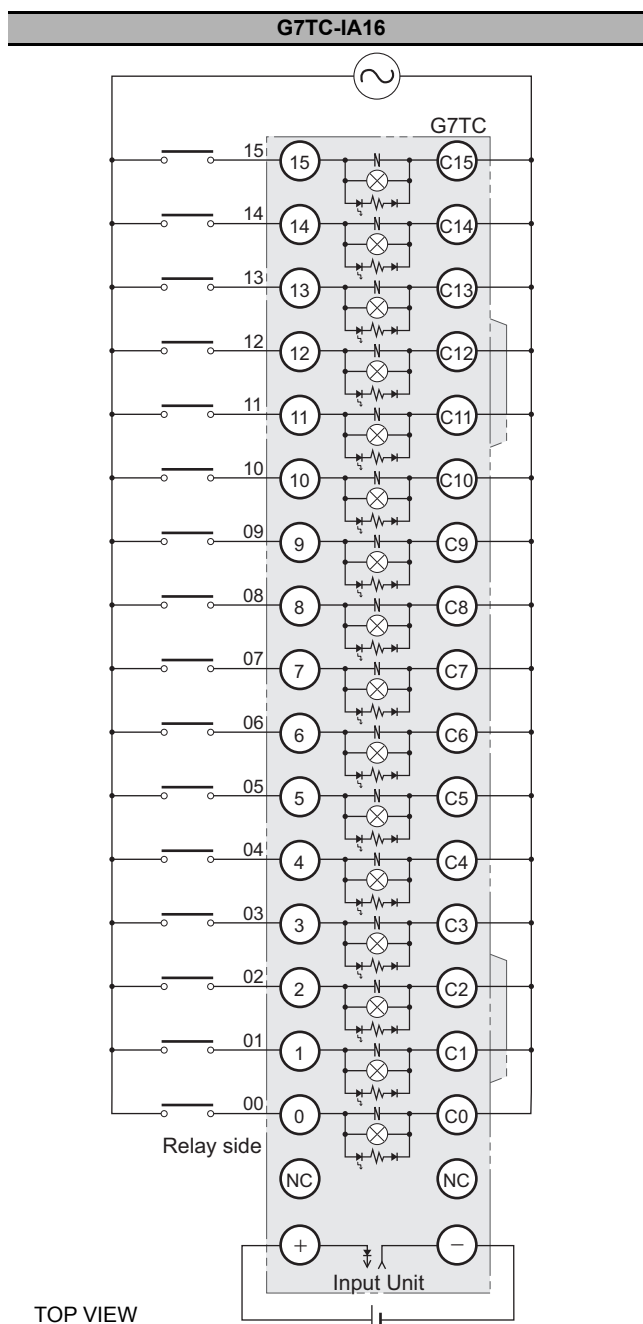 G7TC-IA16
G7TC
15 15 C15
14 14 C14
13 13 C13
12 12 C12
11 11 C11
10 10 C10
09 9 C9
08 8 C8
07 7 C7
06 6 C6
05 5 C5
04 4 C4
03 3 C3
02 2 C2
01 1 C1
00 0 C0
Relay side
NC NC
+ −
Input Unit
TOP VIEW